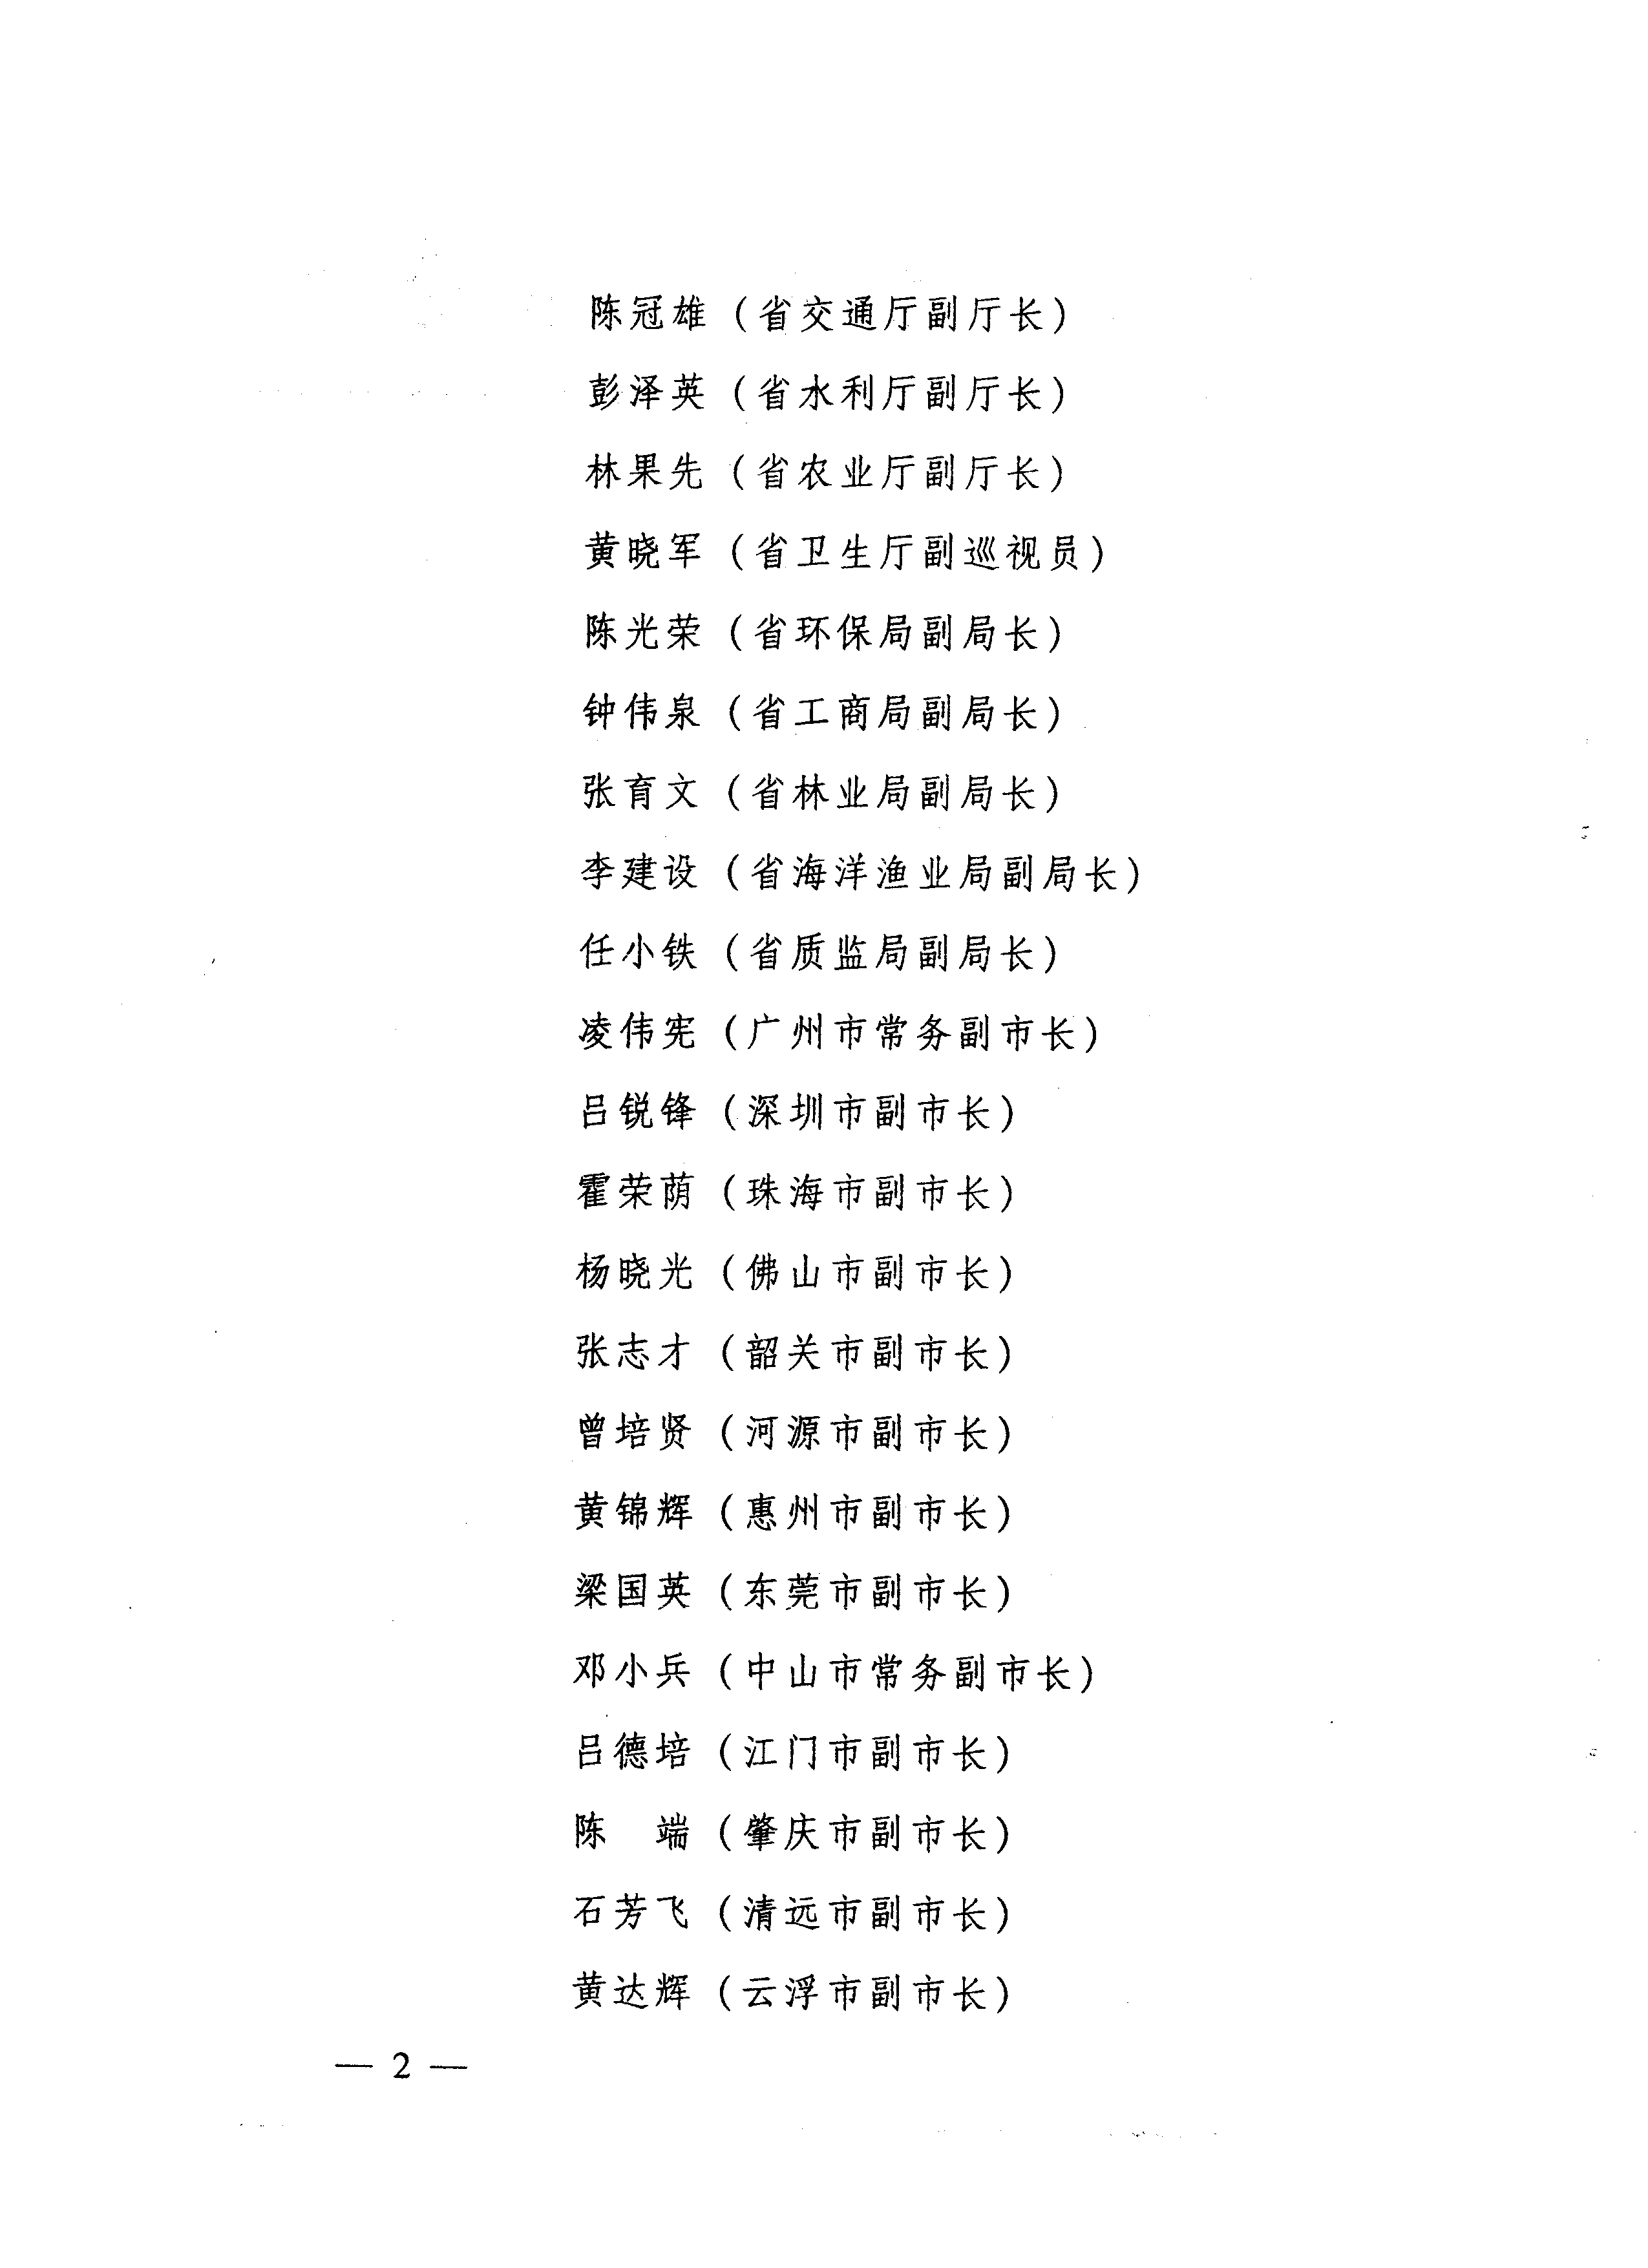 陈冠雄（省交通厅副厅长）
彭泽英（省水利厅副厅长）
林果先（省农业厅副厅长）
黄晓军（省卫生厅副巡视员）
陈光荣（省环保局副局长）
钟伟泉（省工商局副局长）
张育文（省林业局副局长）
李建设（省海洋渔业局副局长）
任小铁（省质监局副局长）
凌伟宪（广州市常务副市长）
吕锐锋（深圳市副市长）
霍荣荫（珠海市副市长）
杨晓光（佛山市副市长）
张志才（韶关市副市长）
曾培贤（河源市副市长）
黄锦辉（惠州市副市长）
梁国英（东莞市副市长）
邓小兵（中山市常务副市长）
吕德培（江门市副市长）
陈　端（肇庆市副市长）
石芳飞（清远市副市长）
黄达辉（云浮市副市长）
— 2 —